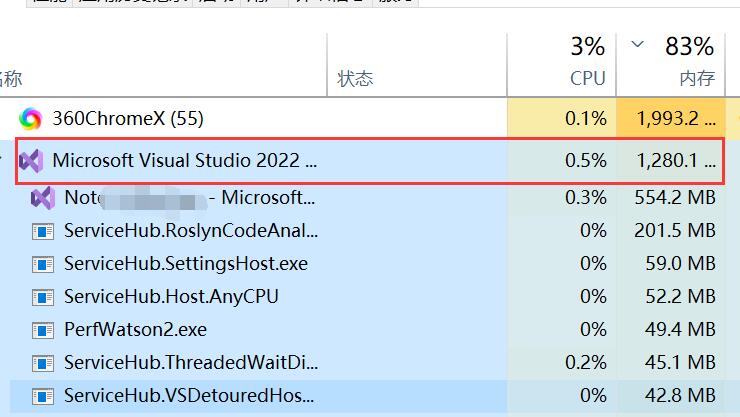 3% 83%
名称 状态 CPU 内存
360ChromeX (55) 0.1% 1,993.2 ...
Microsoft Visual Studio 2022 ... 0.5% 1,280.1 ...
- Microsoft... 0.3% 554.2 MB
ServiceHub.RoslynCodeAnal... 0% 201.5 MB
ServiceHub.SettingsHost.exe 0% 59.0 MB
ServiceHub.Host.AnyCPU 0% 52.2 MB
PerfWatson2.exe 0% 49.4 MB
ServiceHub.ThreadedWaitDi... 0.2% 45.1 MB
ServiceHub.VSDetouredHos... 0% 42.8 MB